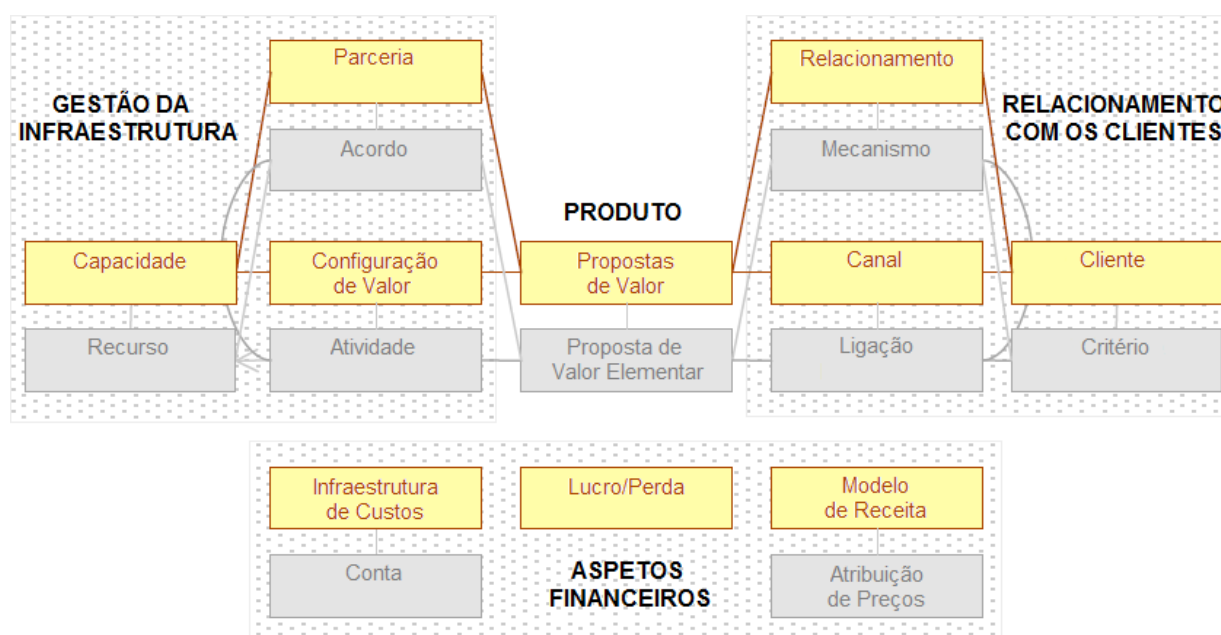 Parceria
Relacionamento
GESTÃO DA
INFRAESTRUTURA
RELACIONAMENTO
COM OS CLIENTES
Acordo
Mecanismo
PRODUTO
Capacidade
Configuração
de Valor
Propostas
de Valor
Canal
Cliente
Recurso
Atividade
Proposta de
Valor Elementar
Ligação
Critério
Infraestrutura
de Custos
Lucro/Perda
Modelo
de Receita
Conta
ASPETOS
FINANCEIROS
Atribuição
de Preços